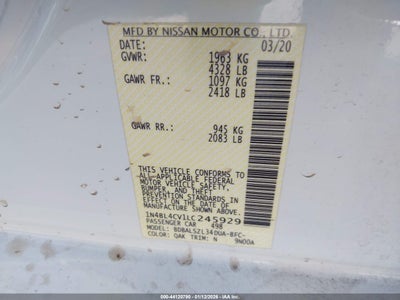 MFD BY NISSAN MOTOR CO., LTD.
DATE: 03/20
GVWR: 1963 KG
4328 LB
GAWR FR.: 1097 KG
2418 LB
GAWR RR.: 945 KG
2083 LB
THIS VEHICLE CONFORMS TO
ALL APPLICABLE FEDERAL
MOTOR VEHICLE SAFETY,
BUMPER, AND THEFT
PREVENTION STANDARDS IN
EFFECT ON THE DATE OF
MANUFACTURE SHOWN ABOVE.
1N4BL4CV1LC245929
PASSENGER CAR 498
MODEL: BDBALSZL34DUA-BFC-
COLOR: QAK TRIM: N 9N00A
000-44120790 - 01/12/2026 - IAA Inc.